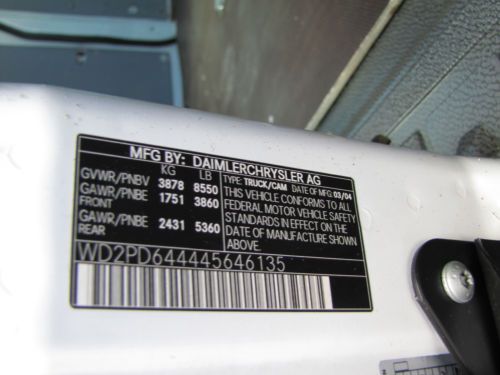 MFG BY: DAIMLERCHRYSLER AG
KG LB
GVWR/PNBV 3878 8550
GAWR/PNBE FRONT 1751 3860
GAWR/PNBE REAR 2431 5360
TYPE: TRUCK/CAM DATE OF MFG. 03/04
THIS VEHICLE CONFORMS TO ALL
FEDERAL MOTOR VEHICLE SAFETY
STANDARDS IN EFFECT ON THE
DATE OF MANUFACTURE SHOWN
ABOVE.
WD2PD644445646135